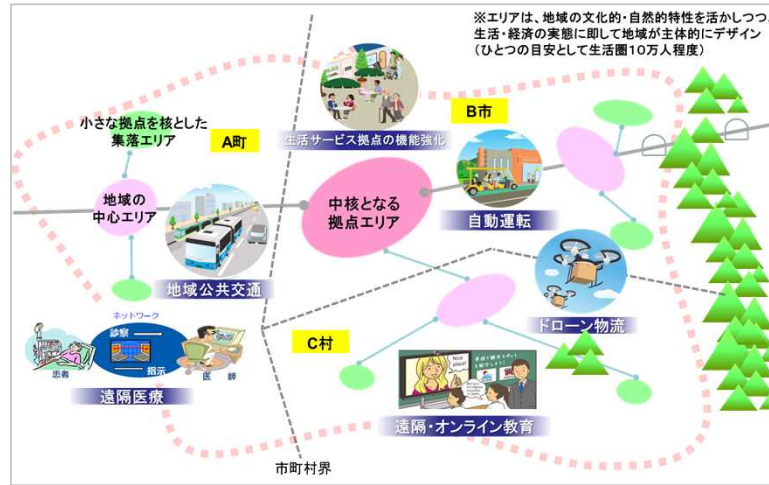 ※エリアは、地域の文化的・自然的特性を活かしつつ、
生活・経済の実態に即して地域が主体的にデザイン
(ひとつの目安として生活圏10万人程度)
小さな拠点を核とした
集落エリア
A町
B市
生活サービス拠点の機能強化
地域の
中心エリア
中核となる
拠点エリア
自動運転
地域公共交通
ドローン物流
ネットワーク
診察
指示
患者
医師
遠隔医療
C村
Nice
place!
遠隔・オンライン教育
市町村界